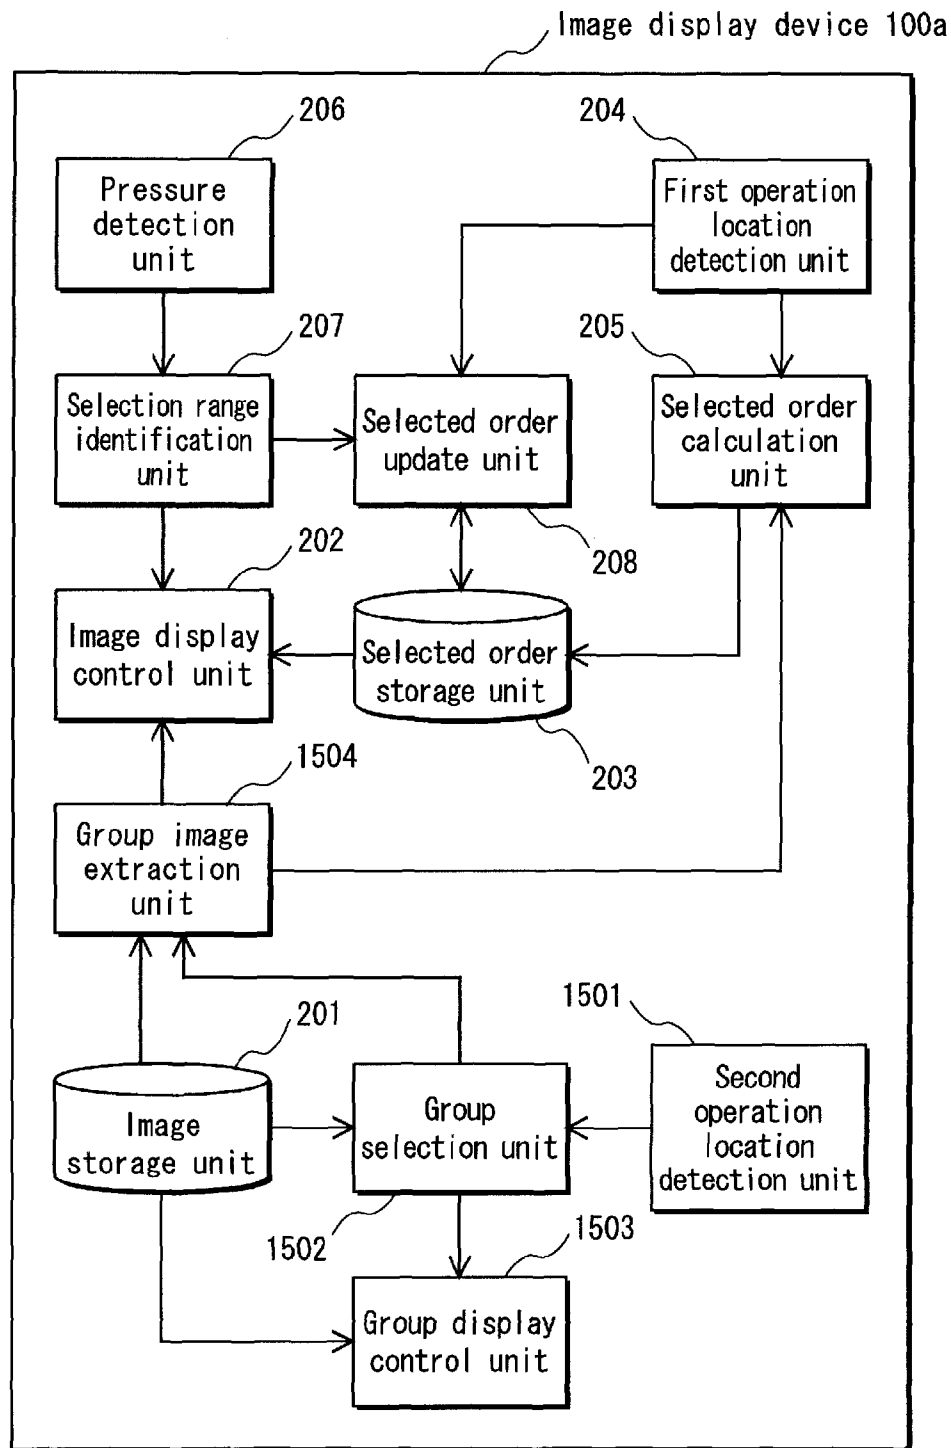 Image display device 100a
206
204
Pressure
detection
unit
First operation
location
detection unit
207
205
Selection range
identification
unit
Selected order
update unit
Selected order
calculation
unit
202
208
Image display
control unit
Selected order
storage unit
1504
203
Group image
extraction
unit
201
1501
Image
storage unit
Group
selection unit
Second
operation
location
detection unit
1502
1503
Group display
control unit